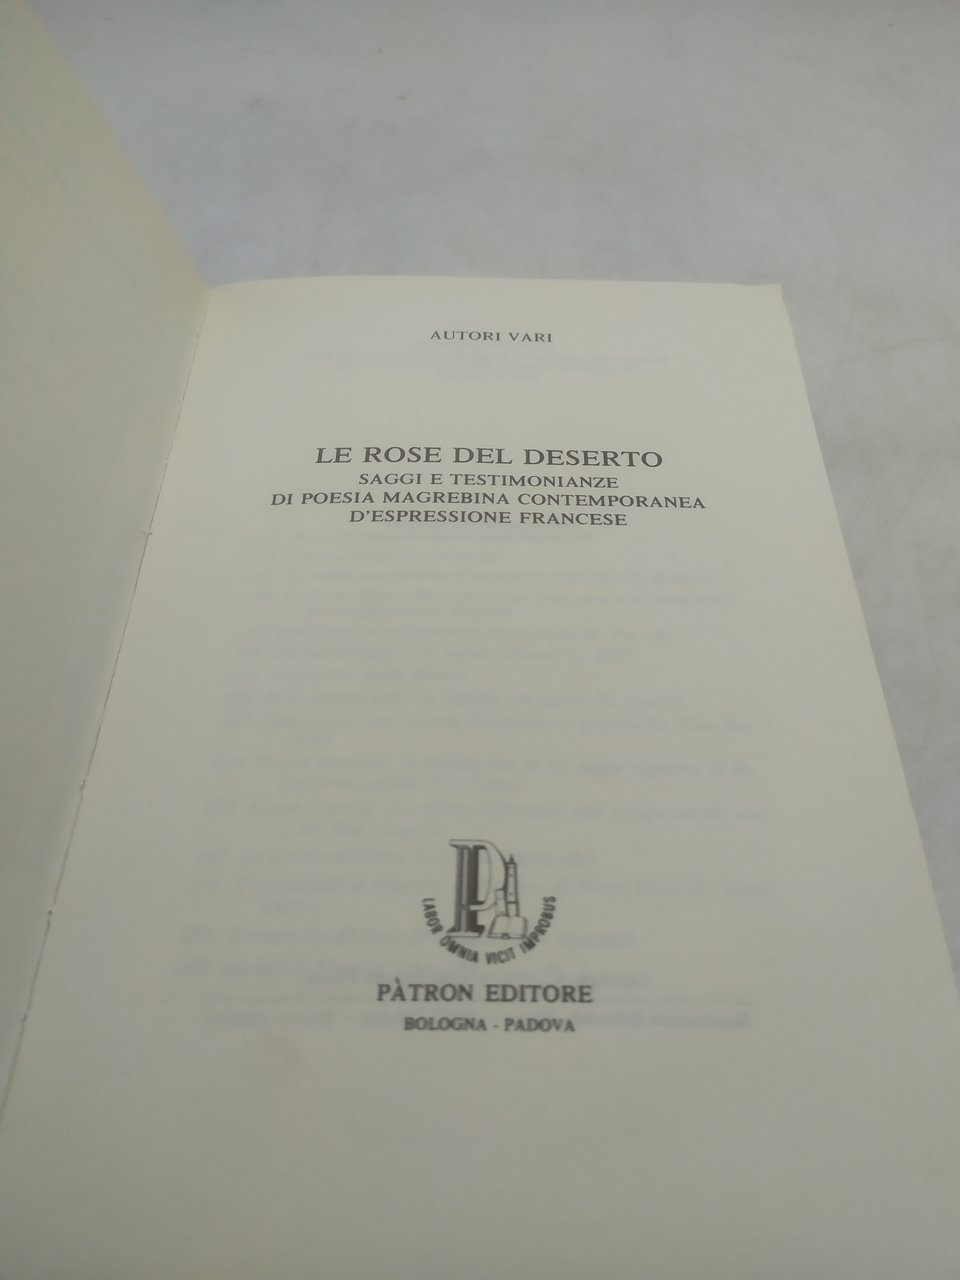 AUTORI VARI
LE ROSE DEL DESERTO
SAGGI E TESTIMONIANZE
DI POESIA MAGREBINA CONTEMPORANEA
D'ESPRESSIONE FRANCESE
LABOR OMNIA VICIT IMPROBUS
PÀTRON EDITORE
BOLOGNA - PADOVA